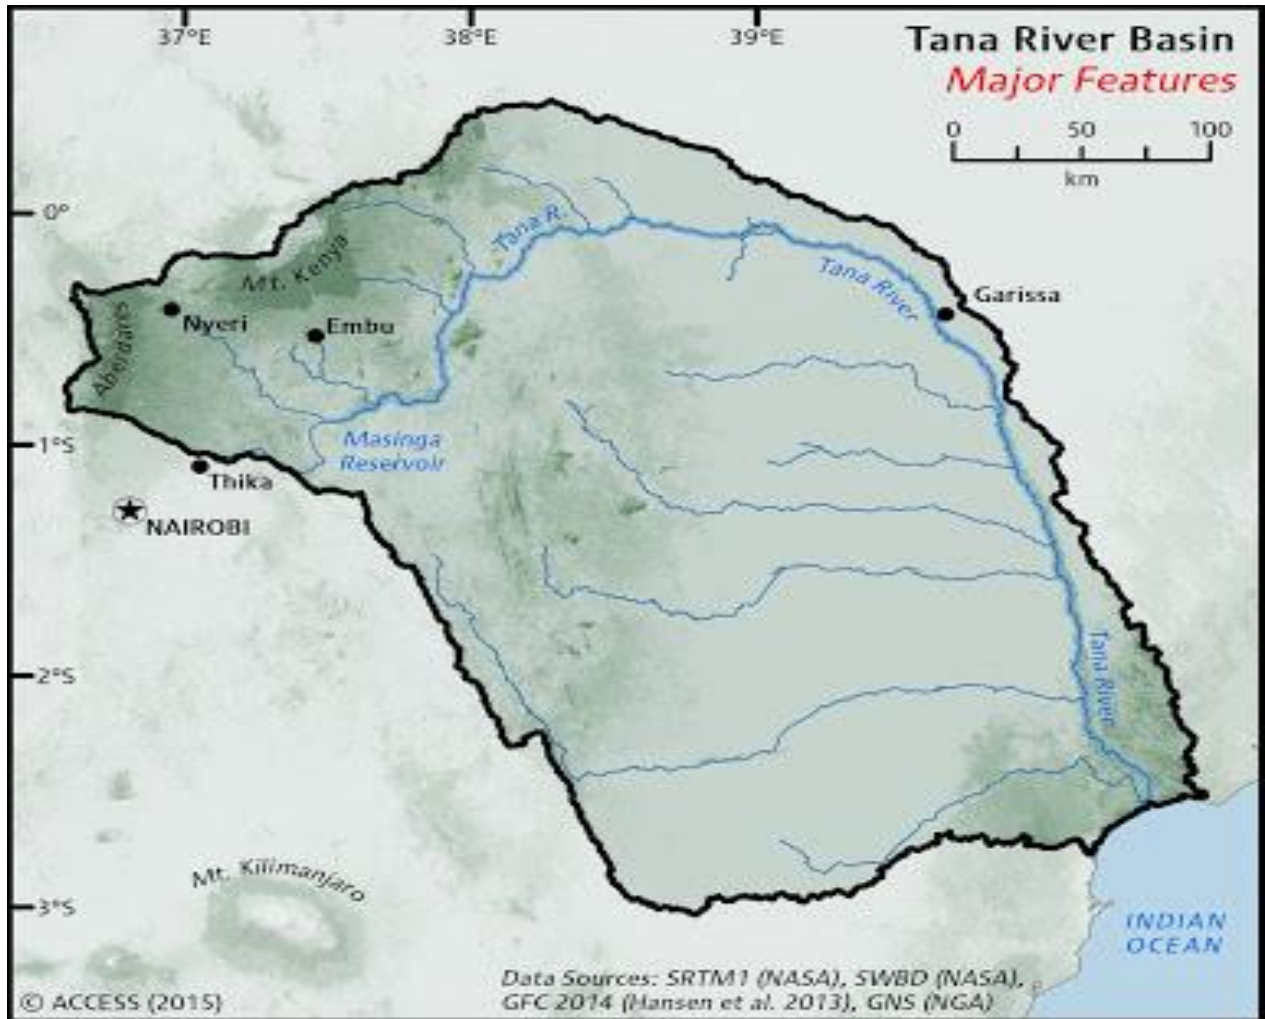 37°E
38°E
39°E
Tana River Basin
Major Features
0 50 100
km
0°
Tana R.
Mt. Kenya
Tana River
Garissa
Nyeri
Embu
Aberdares
1°S
Masinga
Reservoir
Thika
NAIROBI
2°S
Tana River
Mt. Kilimanjaro
3°S
INDIAN
OCEAN
Data Sources: SRTM1 (NASA), SWBD (NASA),
GFC 2014 (Hansen et al. 2013), GNS (NGA)
© ACCESS (2015)